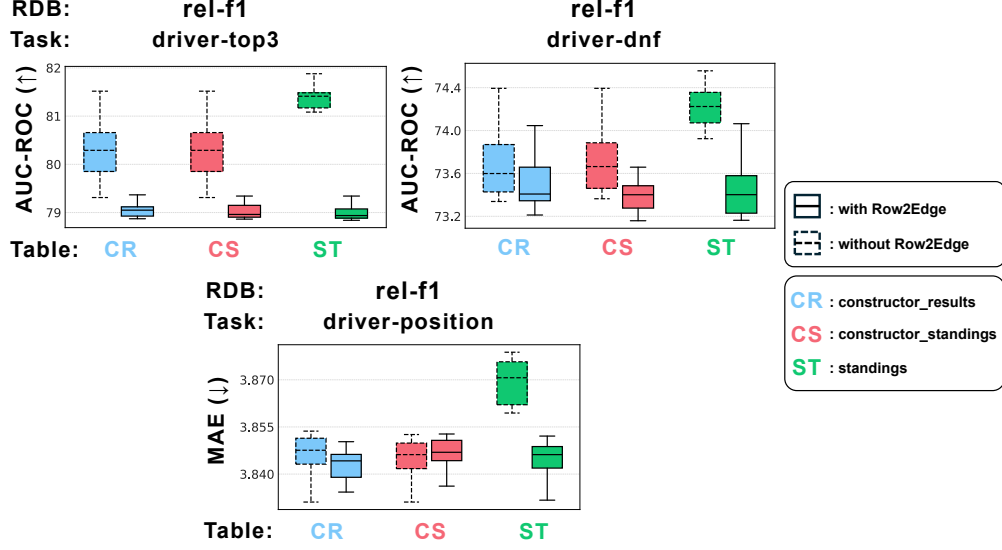 RDB: rel-f1
Task: driver-top3
AUC-ROC (↑)
82
81
80
79
Table: CR CS ST
rel-f1
driver-dnf
AUC-ROC (↑)
74.4
74.0
73.6
73.2
CR CS ST
: with Row2Edge
: without Row2Edge
CR : constructor_results
CS : constructor_standings
ST : standings
RDB: rel-f1
Task: driver-position
MAE (↓)
3.870
3.855
3.840
Table: CR CS ST